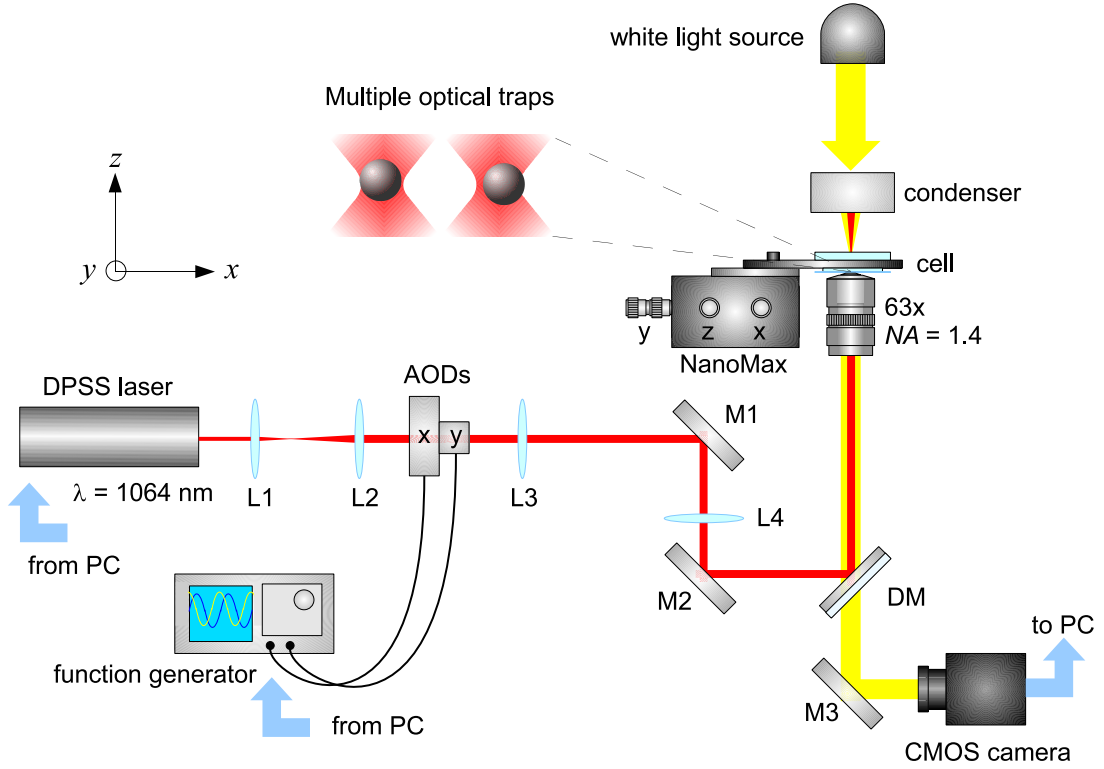 white light source
Multiple optical traps
z
y
x
condenser
cell
63x
NA = 1.4
y
z
x
NanoMax
DPSS laser
AODs
x
y
M1
λ = 1064 nm
L1
L2
L3
L4
from PC
M2
DM
to PC
function generator
from PC
M3
CMOS camera